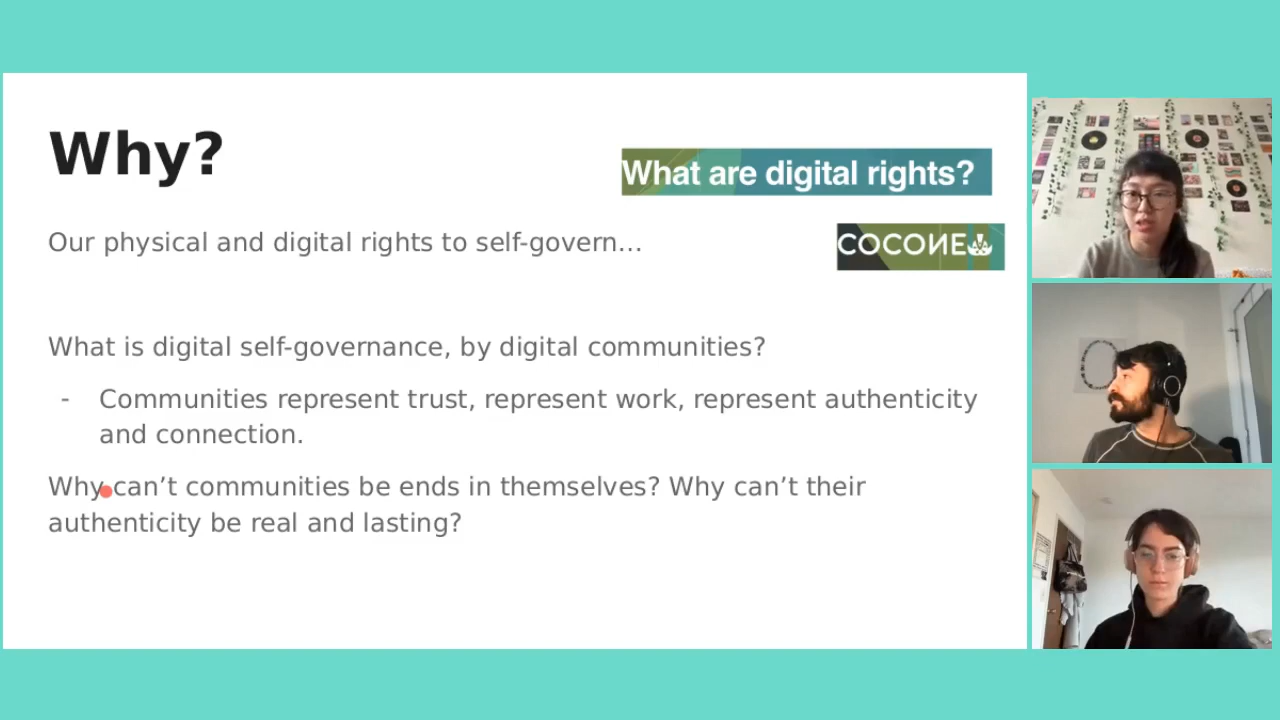 Why?
What are digital rights?
Our physical and digital rights to self-govern...
COCOИE
What is digital self-governance, by digital communities?
- Communities represent trust, represent work, represent authenticity
and connection.
Why can’t communities be ends in themselves? Why can’t their
authenticity be real and lasting?